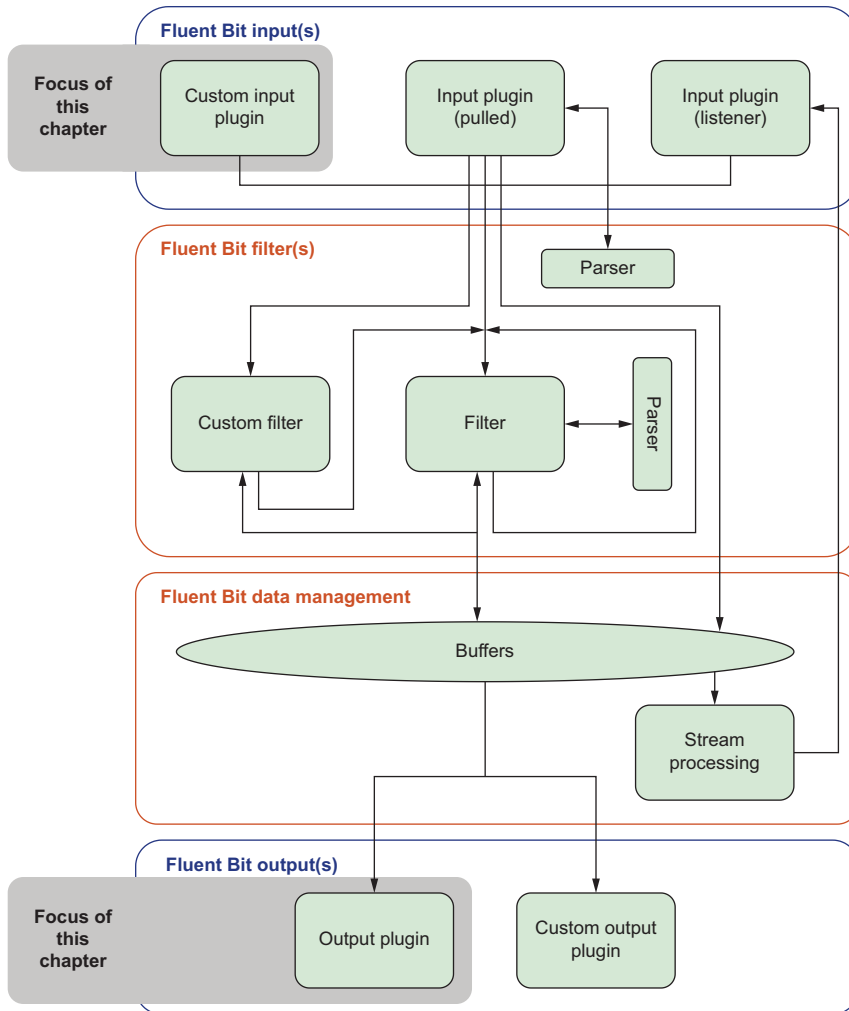 Fluent Bit input(s)
Focus of
this
chapter
Custom input
plugin
Input plugin
(pulled)
Input plugin
(listener)
Fluent Bit filter(s)
Parser
Custom filter
Filter
Parser
Fluent Bit data management
Buffers
Stream
processing
Fluent Bit output(s)
Focus of
this
chapter
Output plugin
Custom output
plugin